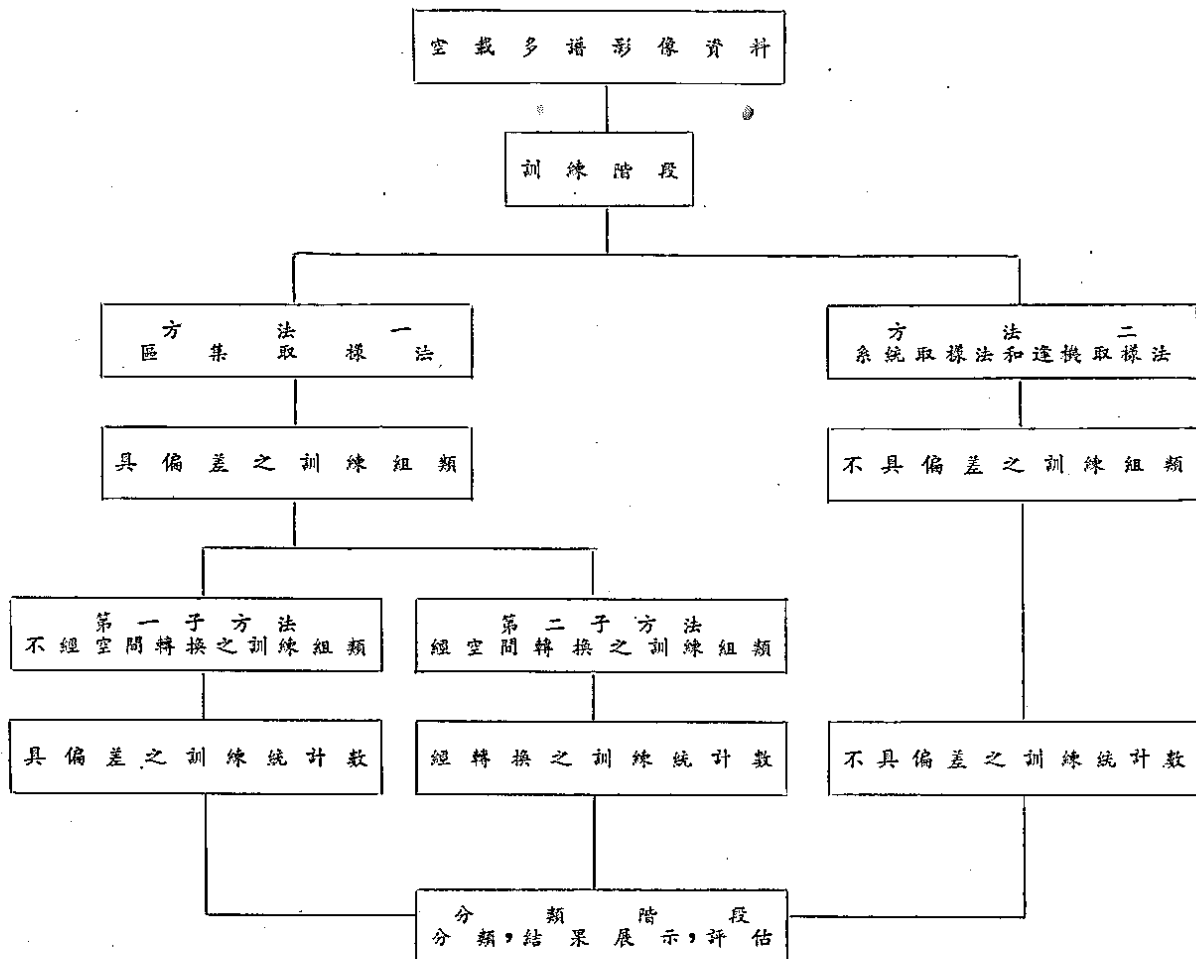 空載多譜影像資料
訓練階段
方法一
區集取樣法
方法二
系統取樣法和逢機取樣法
具偏差之訓練組類
不具偏差之訓練組類
第一子方法
不經空間轉換之訓練組類
第二子方法
經空間轉換之訓練組類
具偏差之訓練統計數
經轉換之訓練統計數
不具偏差之訓練統計數
分類階段
分類,結果展示,評估